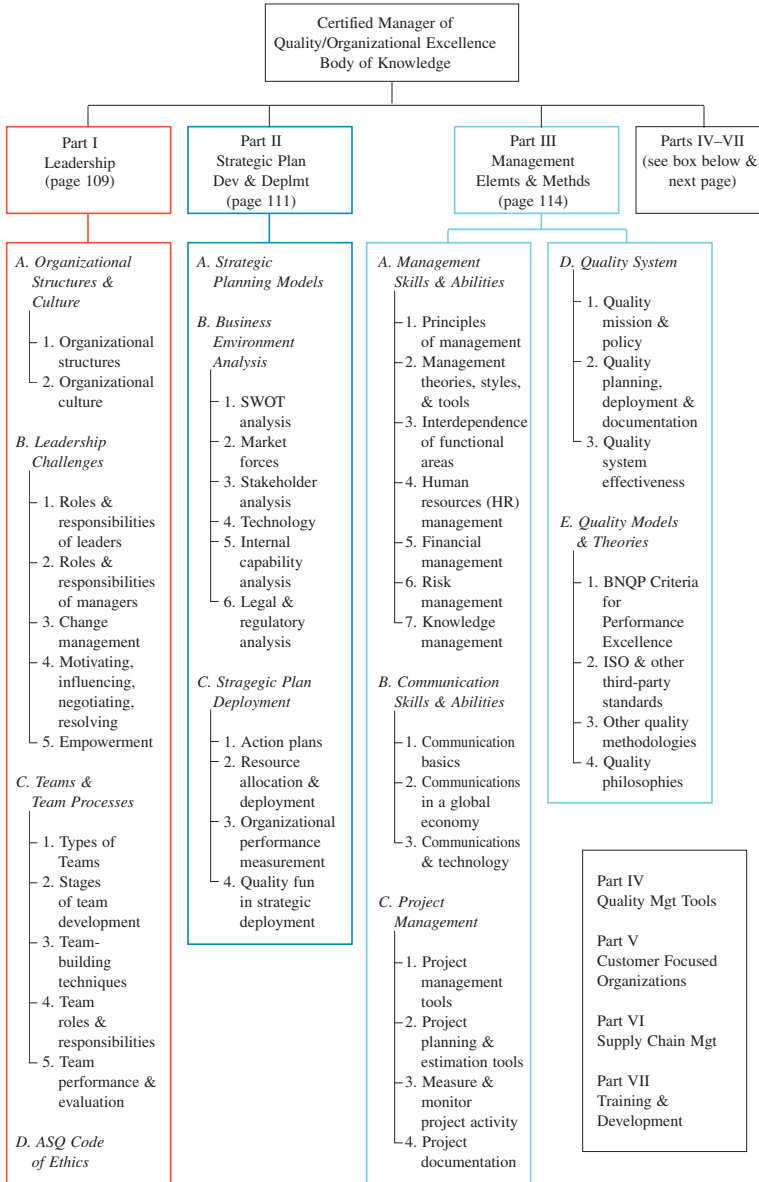 Certified Manager of
Quality/Organizational Excellence
Body of Knowledge
Part I
Leadership
(page 109)
Part II
Strategic Plan
Dev & Deplmt
(page 111)
Part III
Management
Elemts & Methds
(page 114)
Parts IV–VII
(see box below &
next page)
A. Organizational
Structures &
Culture
1. Organizational
structures
2. Organizational
culture
B. Leadership
Challenges
1. Roles &
responsibilities
of leaders
2. Roles &
responsibilities
of managers
3. Change
management
4. Motivating,
influencing,
negotiating,
resolving
5. Empowerment
C. Teams &
Team Processes
1. Types of
Teams
2. Stages
of team
development
3. Team-
building
techniques
4. Team
roles &
responsibilities
5. Team
performance &
evaluation
D. ASQ Code
of Ethics
A. Strategic
Planning Models
B. Business
Environment
Analysis
1. SWOT
analysis
2. Market
forces
3. Stakeholder
analysis
4. Technology
5. Internal
capability
analysis
6. Legal &
regulatory
analysis
C. Stragegic Plan
Deployment
1. Action plans
2. Resource
allocation &
deployment
3. Organizational
performance
measurement
4. Quality fun
in strategic
deployment
A. Management
Skills & Abilities
1. Principles
of management
2. Management
theories, styles,
& tools
3. Interdependence
of functional
areas
4. Human
resources (HR)
management
5. Financial
management
6. Risk
management
7. Knowledge
management
B. Communication
Skills & Abilities
1. Communication
basics
2. Communications
in a global
economy
3. Communications
& technology
C. Project
Management
1. Project
management
tools
2. Project
planning &
estimation tools
3. Measure &
monitor
project activity
4. Project
documentation
D. Quality System
1. Quality
mission &
policy
2. Quality
planning,
deployment &
documentation
3. Quality
system
effectiveness
E. Quality Models
& Theories
1. BNQP Criteria
for
Performance
Excellence
2. ISO & other
third-party
standards
3. Other quality
methodologies
4. Quality
philosophies
Part IV
Quality Mgt Tools
Part V
Customer Focused
Organizations
Part VI
Supply Chain Mgt
Part VII
Training &
Development